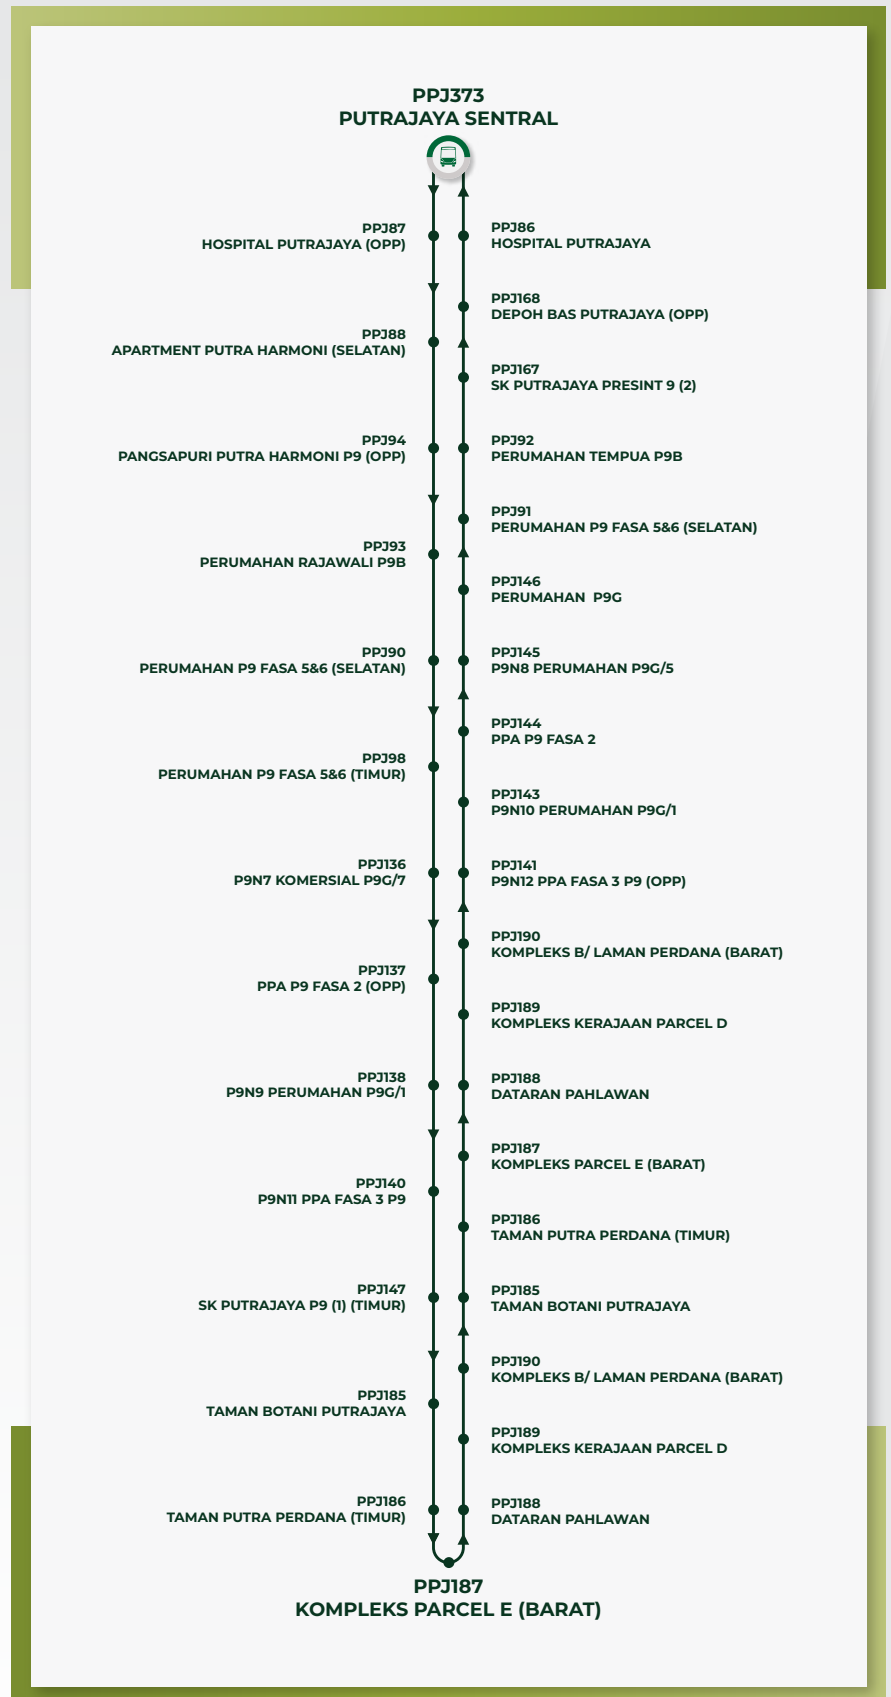 PPJ373
PUTRAJAYA SENTRAL
PPJ87
HOSPITAL PUTRAJAYA (OPP)
PPJ88
APARTMENT PUTRA HARMONI (SELATAN)
PPJ94
PANGSAPURI PUTRA HARMONI P9 (OPP)
PPJ93
PERUMAHAN RAJAWALI P9B
PPJ90
PERUMAHAN P9 FASA 5&6 (SELATAN)
PPJ98
PERUMAHAN P9 FASA 5&6 (TIMUR)
PPJ136
P9N7 KOMERSIAL P9G/7
PPJ137
PPA P9 FASA 2 (OPP)
PPJ138
P9N9 PERUMAHAN P9G/1
PPJ140
P9N11 PPA FASA 3 P9
PPJ147
SK PUTRAJAYA P9 (1) (TIMUR)
PPJ185
TAMAN BOTANI PUTRAJAYA
PPJ186
TAMAN PUTRA PERDANA (TIMUR)
PPJ86
HOSPITAL PUTRAJAYA
PPJ168
DEPOH BAS PUTRAJAYA (OPP)
PPJ167
SK PUTRAJAYA PRESINT 9 (2)
PPJ92
PERUMAHAN TEMPUA P9B
PPJ91
PERUMAHAN P9 FASA 5&6 (SELATAN)
PPJ146
PERUMAHAN  P9G
PPJ145
P9N8 PERUMAHAN P9G/5
PPJ144
PPA P9 FASA 2
PPJ143
P9N10 PERUMAHAN P9G/1
PPJ141
P9N12 PPA FASA 3 P9 (OPP)
PPJ190
KOMPLEKS B/ LAMAN PERDANA (BARAT)
PPJ189
KOMPLEKS KERAJAAN PARCEL D
PPJ188
DATARAN PAHLAWAN
PPJ187
KOMPLEKS PARCEL E (BARAT)
PPJ186
TAMAN PUTRA PERDANA (TIMUR)
PPJ185
TAMAN BOTANI PUTRAJAYA
PPJ190
KOMPLEKS B/ LAMAN PERDANA (BARAT)
PPJ189
KOMPLEKS KERAJAAN PARCEL D
PPJ188
DATARAN PAHLAWAN
PPJ187
KOMPLEKS PARCEL E (BARAT)